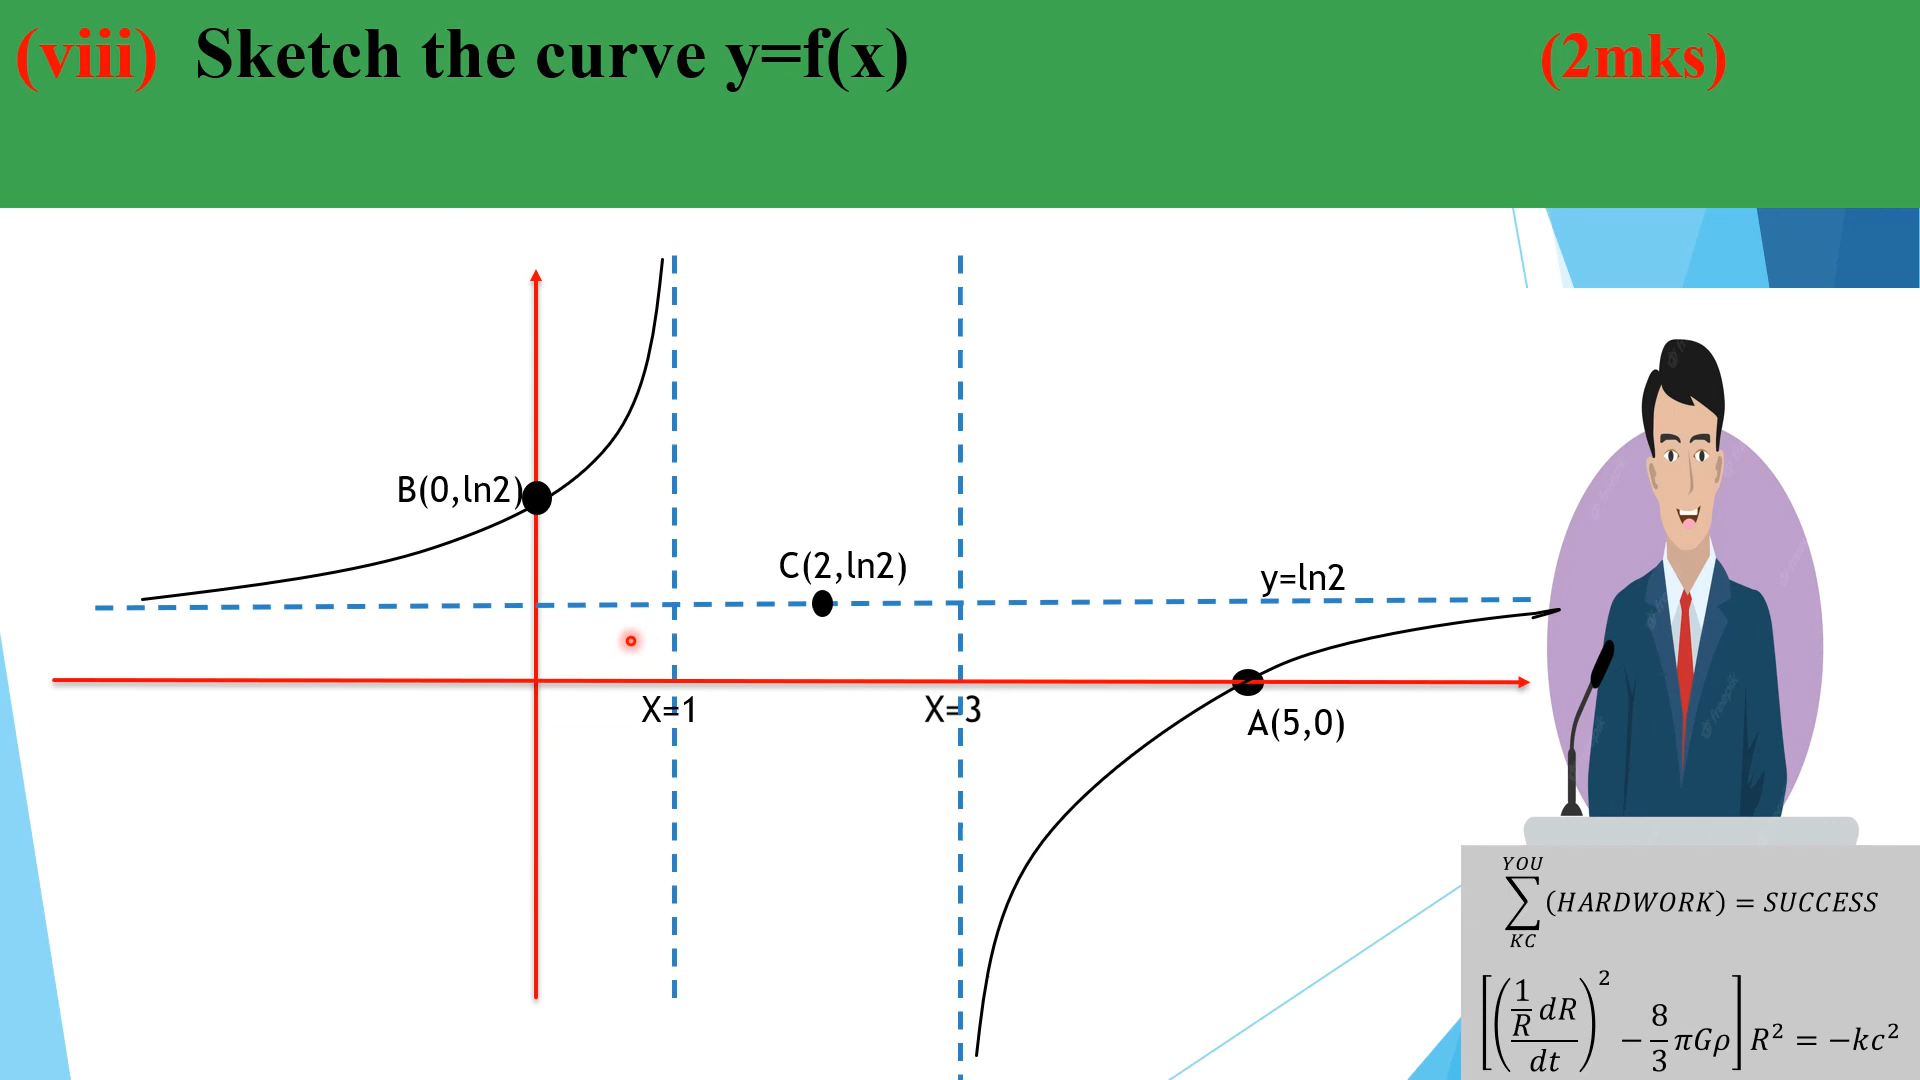 (viii) Sketch the curve y=f(x) (2mks)
B(0,ln2)
C(2,ln2)
y=ln2
X=1
X=3
A(5,0)
YOU
∑(HARDWORK) = SUCCESS
KC
[((1/R dR)/dt)² − 8/3 πGρ] R² = −kc²